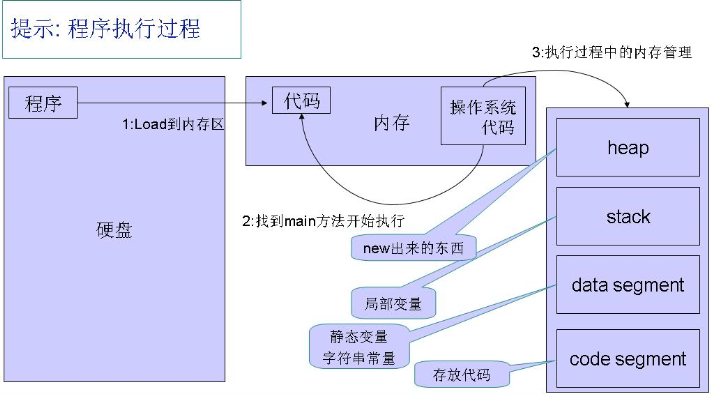 提示: 程序执行过程
3:执行过程中的内存管理
程序
代码
操作系统
代码
内存
1:Load到内存区
heap
硬盘
2:找到main方法开始执行
stack
new出来的东西
data segment
局部变量
静态变量
字符串常量
code segment
存放代码